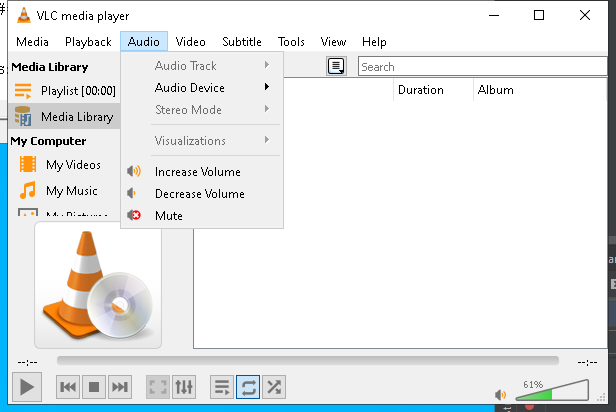 #
VLC media player
Media Playback Audio Video Subtitle Tools View Help
Media Library
Playlist [00:00]
Media Library
My Computer
My Videos
My Music
My Pictures
Audio Track
Audio Device
Stereo Mode
Visualizations
Increase Volume
Decrease Volume
Mute
Search
Duration Album
--:-- --:--
61%